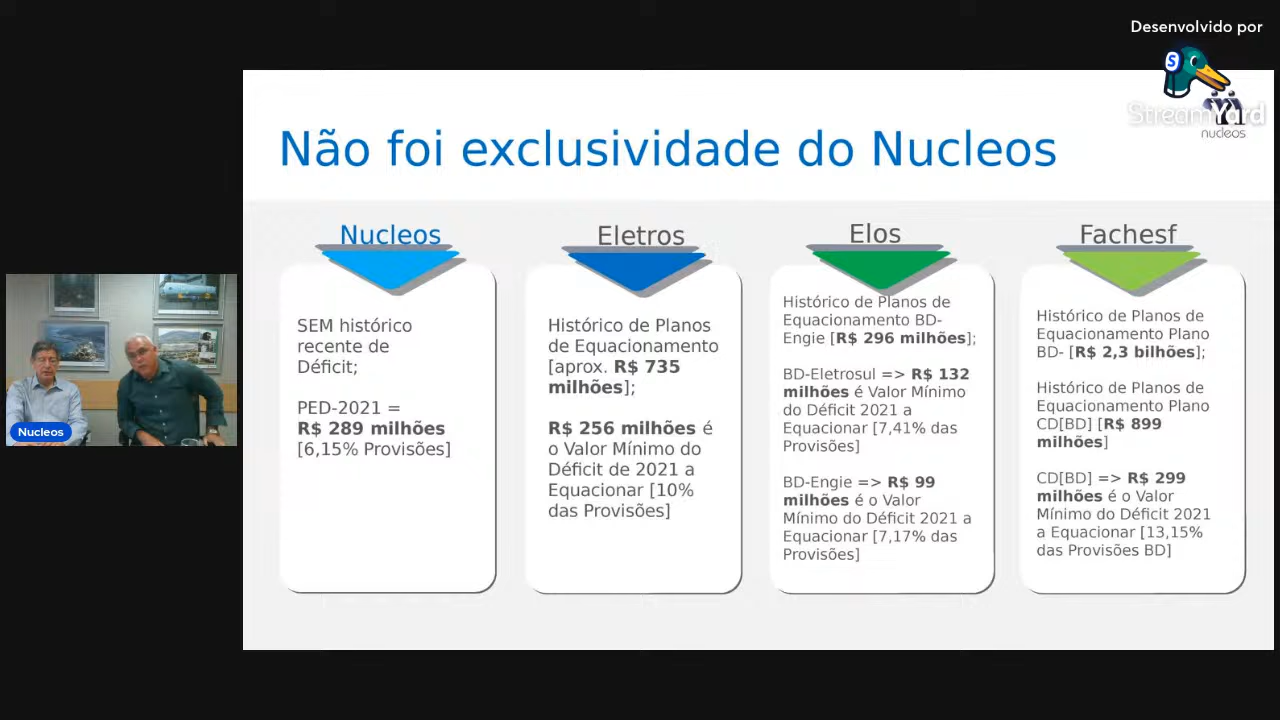 Desenvolvido por
S
StreamYard
nucleos
Não foi exclusividade do Nucleos
Nucleos
SEM histórico
recente de
Déficit;
PED-2021 =
R$ 289 milhões
[6,15% Provisões]
Eletros
Histórico de Planos
de Equacionamento
[aprox. R$ 735
milhões];
R$ 256 milhões é
o Valor Mínimo do
Déficit de 2021 a
Equacionar [10%
das Provisões]
Elos
Histórico de Planos de
Equacionamento BD-
Engie [R$ 296 milhões];
BD-Eletrosul => R$ 132
milhões é Valor Mínimo
do Déficit 2021 a
Equacionar [7,41% das
Provisões]
BD-Engie => R$ 99
milhões é o Valor
Mínimo do Déficit 2021 a
Equacionar [7,17% das
Provisões]
Fachesf
Histórico de Planos de
Equacionamento Plano
BD- [R$ 2,3 bilhões];
Histórico de Planos de
Equacionamento Plano
CD[BD] [R$ 899
milhões]
CD[BD] => R$ 299
milhões é o Valor
Mínimo do Déficit 2021
a Equacionar [13,15%
das Provisões BD]
Nucleos